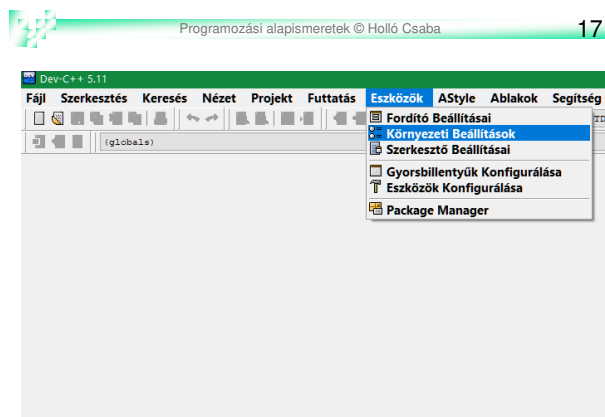 Programozási alapismeretek © Holló Csaba 17
Dev-C++ 5.11
Fájl Szerkesztés Keresés Nézet Projekt Futtatás Eszközök AStyle Ablakok Segítség
(globals)
Fordító Beállításai
Környezeti Beállítások
Szerkesztő Beállításai
Gyorsbillentyűk Konfigurálása
Eszközök Konfigurálása
Package Manager